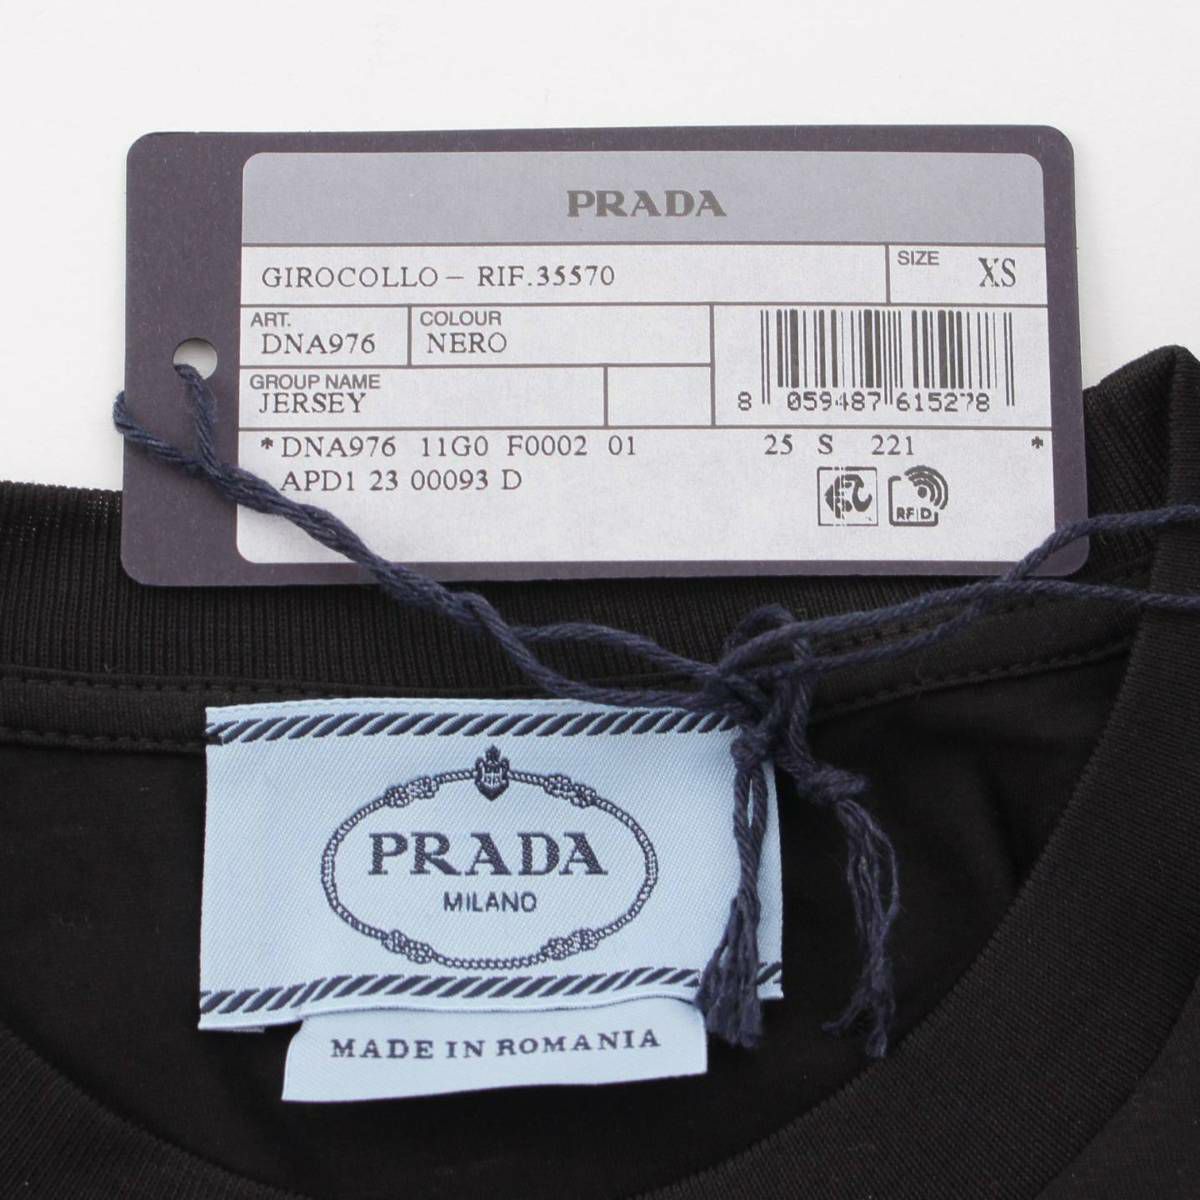 PRADA
GIROCOLLO – RIF.35570
SIZE XS
ART.
DNA976
COLOUR
NERO
GROUP NAME
JERSEY
8 059487 615278
*DNA976 11G0 F0002 01 25 S 221 *
APD1 23 00093 D
RFID
PRADA
MILANO
MADE IN ROMANIA